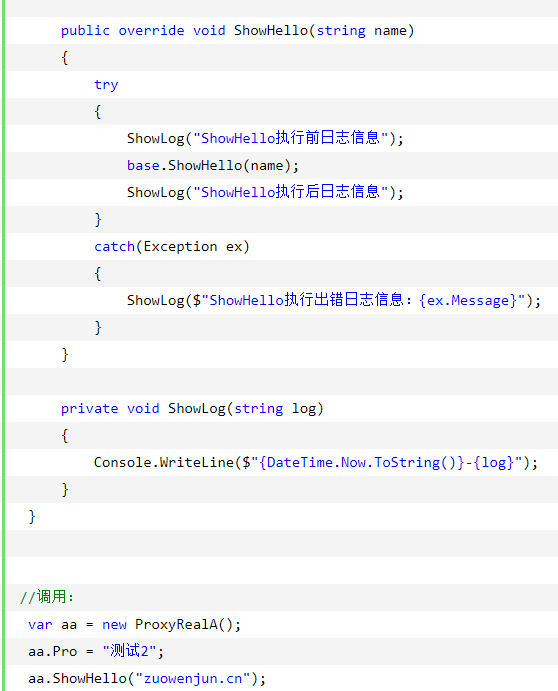 public override void ShowHello(string name)
{
try
{
ShowLog("ShowHello执行前日志信息");
base.ShowHello(name);
ShowLog("ShowHello执行后日志信息");
}
catch(Exception ex)
{
ShowLog($"ShowHello执行出错日志信息：{ex.Message}");
}
}
private void ShowLog(string log)
{
Console.WriteLine($"{DateTime.Now.ToString()}-{log}");
}
}
//调用：
var aa = new ProxyRealA();
aa.Pro = "测试2";
aa.ShowHello("zuowenjun.cn");